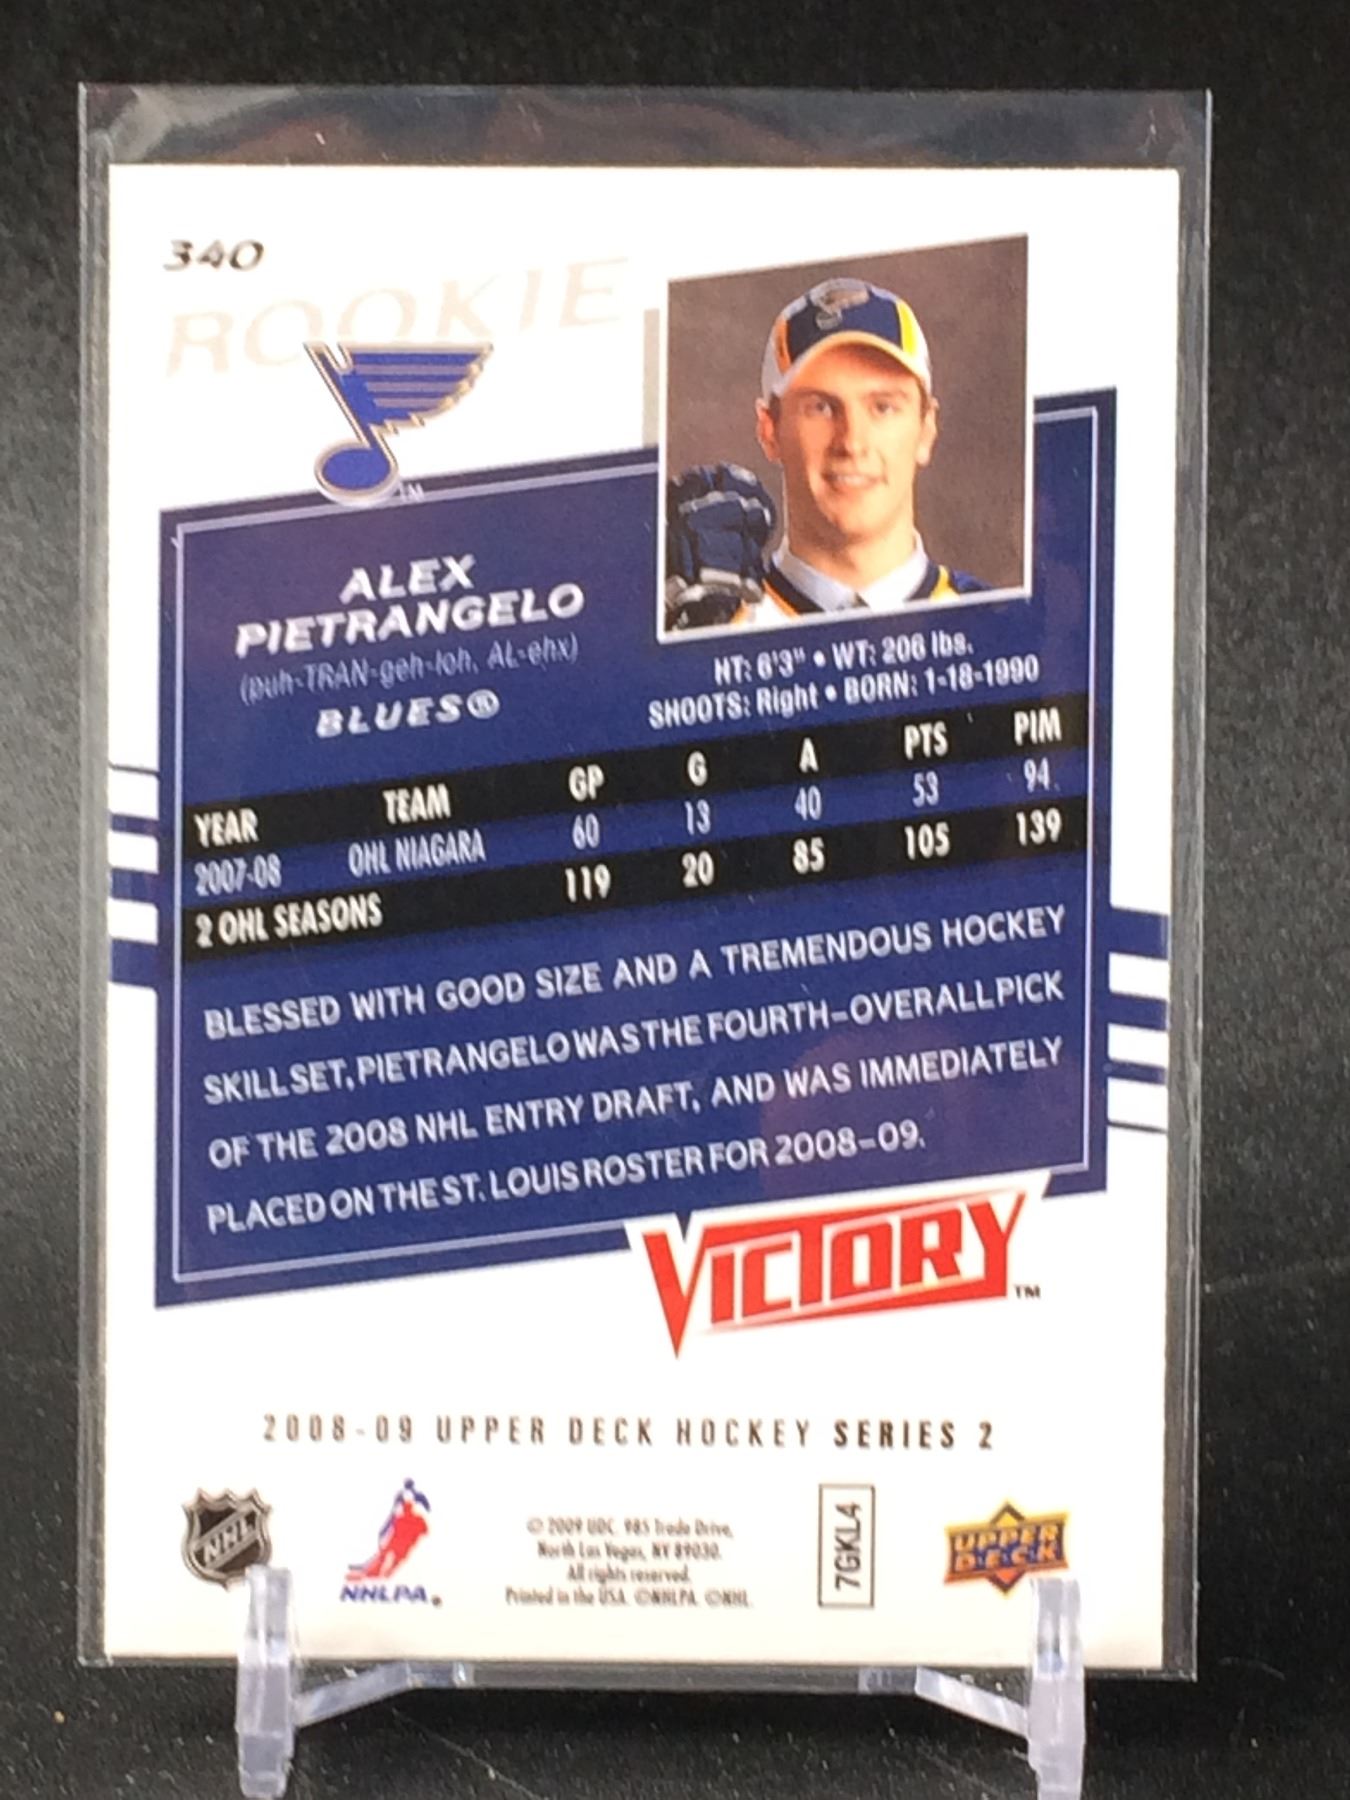 340
ROOKIE
TM
ALEX
PIETRANGELO
(puh-TRAN-geh-loh, AL-ehx)
BLUES®
HT: 6'3" • WT: 206 lbs.
SHOOTS: Right • BORN: 1-18-1990
YEAR TEAM GP G A PTS PIM
2007-08 OHL NIAGARA 60 13 40 53 94
2 OHL SEASONS 119 20 85 105 139
BLESSED WITH GOOD SIZE AND A TREMENDOUS HOCKEY
SKILL SET, PIETRANGELO WAS THE FOURTH-OVERALL PICK
OF THE 2008 NHL ENTRY DRAFT, AND WAS IMMEDIATELY
PLACED ON THE ST. LOUIS ROSTER FOR 2008-09.
VICTORY TM
2008-09 UPPER DECK HOCKEY SERIES 2
NHL
NHLPA®
© 2009 UDC. 985 Trade Drive,
North Las Vegas, NV 89030.
All rights reserved.
Printed in the USA. ©NHLPA. ©NHL.
7GKL4
UPPER
DECK